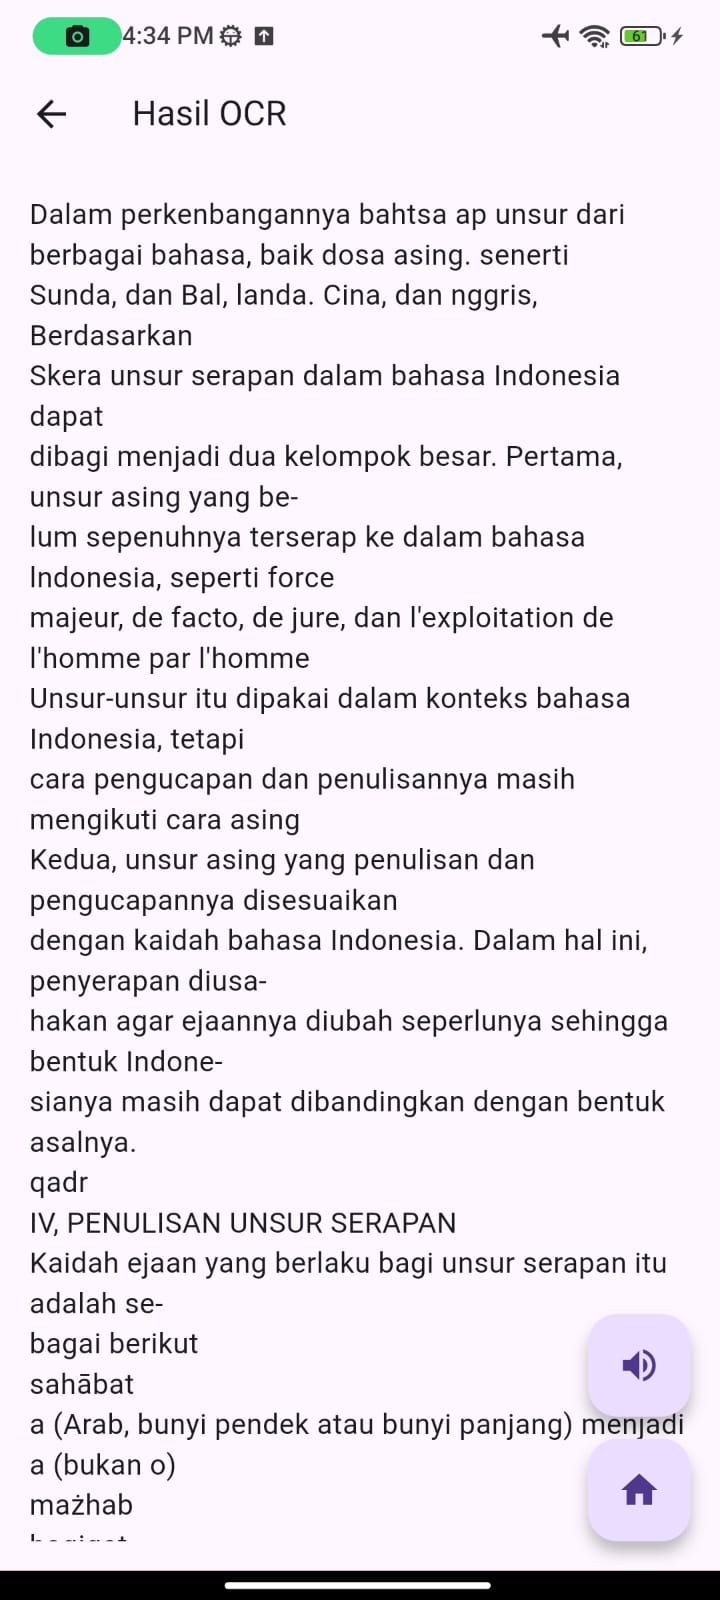 4:34 PM
61
Hasil OCR
Dalam perkenbangannya bahtsa ap unsur dari
berbagai bahasa, baik dosa asing. senerti
Sunda, dan Bal, landa. Cina, dan nggris,
Berdasarkan
Skera unsur serapan dalam bahasa Indonesia
dapat
dibagi menjadi dua kelompok besar. Pertama,
unsur asing yang be-
lum sepenuhnya terserap ke dalam bahasa
Indonesia, seperti force
majeur, de facto, de jure, dan l'exploitation de
l'homme par l'homme
Unsur-unsur itu dipakai dalam konteks bahasa
Indonesia, tetapi
cara pengucapan dan penulisannya masih
mengikuti cara asing
Kedua, unsur asing yang penulisan dan
pengucapannya disesuaikan
dengan kaidah bahasa Indonesia. Dalam hal ini,
penyerapan diusa-
hakan agar ejaannya diubah seperlunya sehingga
bentuk Indone-
sianya masih dapat dibandingkan dengan bentuk
asalnya.
qadr
IV, PENULISAN UNSUR SERAPAN
Kaidah ejaan yang berlaku bagi unsur serapan itu
adalah se-
bagai berikut
sahābat
a (Arab, bunyi pendek atau bunyi panjang) menjadi
a (bukan o)
mażhab